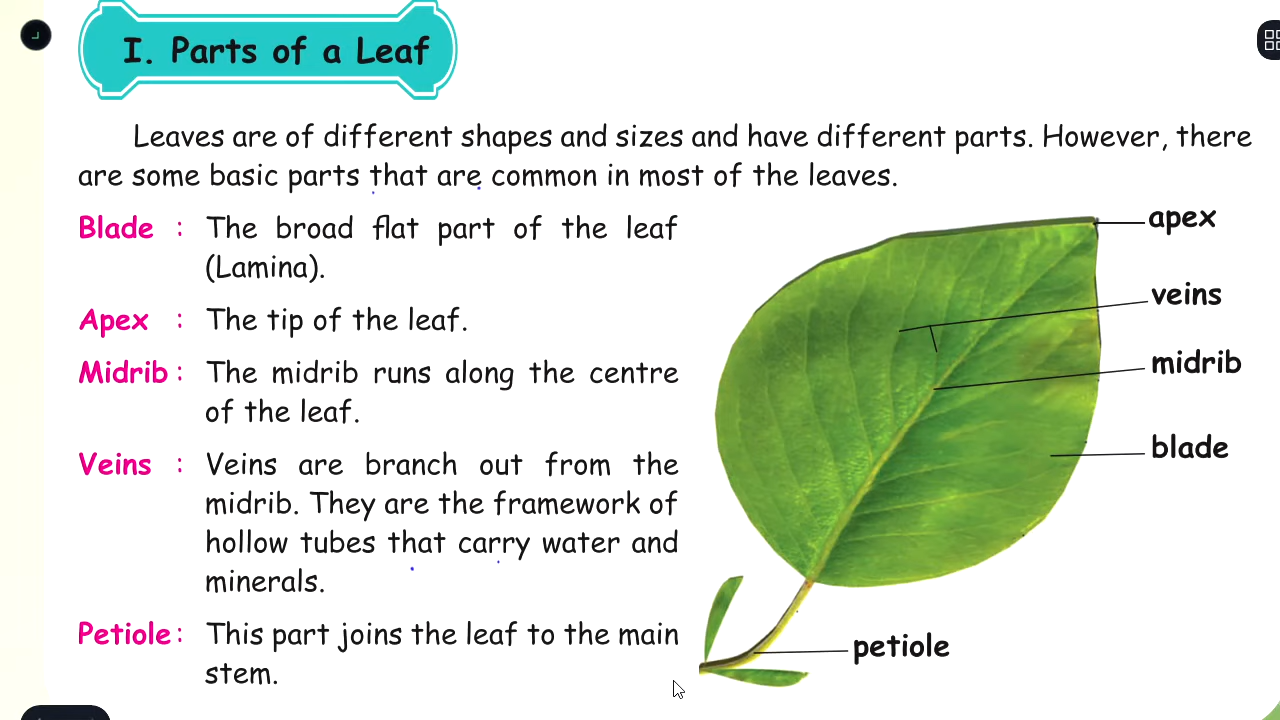 I. Parts of a Leaf
Leaves are of different shapes and sizes and have different parts. However, there
are some basic parts that are common in most of the leaves.
Blade : The broad flat part of the leaf
(Lamina).
Apex : The tip of the leaf.
Midrib : The midrib runs along the centre
of the leaf.
Veins : Veins are branch out from the
midrib. They are the framework of
hollow tubes that carry water and
minerals.
Petiole : This part joins the leaf to the main
stem.
apex
veins
midrib
blade
petiole